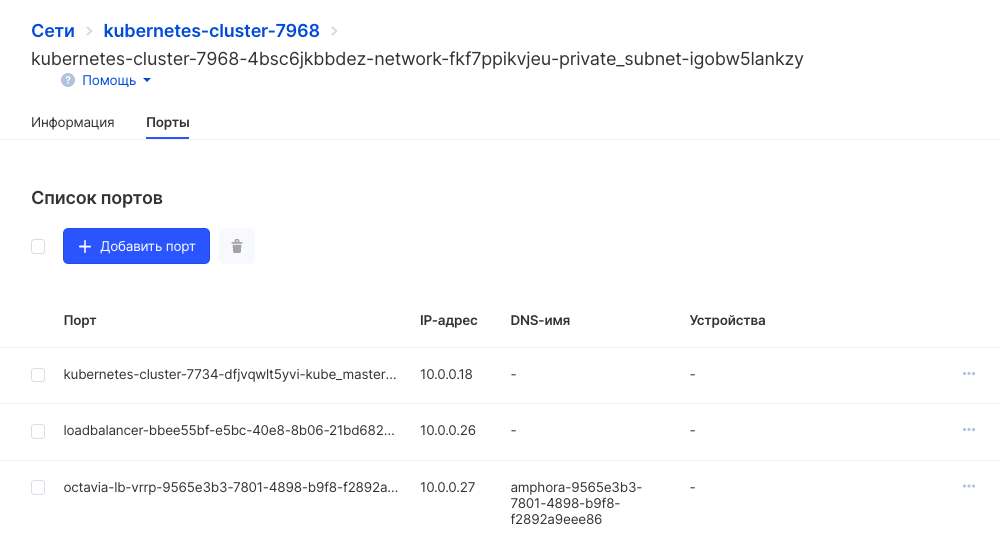 Сети > kubernetes-cluster-7968 >
kubernetes-cluster-7968-4bsc6jkbbdez-network-fkf7ppikvjeu-private_subnet-igobw5lankzy
? Помощь
Информация Порты
Список портов
+ Добавить порт
Порт IP-адрес DNS-имя Устройства
kubernetes-cluster-7734-dfjvqwlt5yvi-kube_master... 10.0.0.18 - - ...
loadbalancer-bbee55bf-e5bc-40e8-8b06-21bd682... 10.0.0.26 - - ...
octavia-lb-vrrp-9565e3b3-7801-4898-b9f8-f2892a... 10.0.0.27 amphora-9565e3b3- - ...
7801-4898-b9f8-
f2892a9eee86